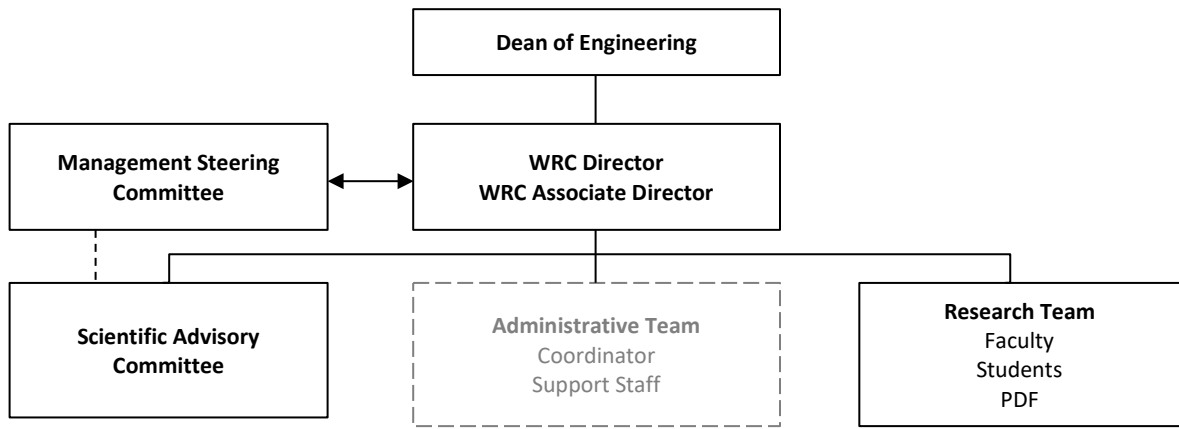 Dean of Engineering
Management Steering
Committee
WRC Director
WRC Associate Director
Scientific Advisory
Committee
Administrative Team
Coordinator
Support Staff
Research Team
Faculty
Students
PDF